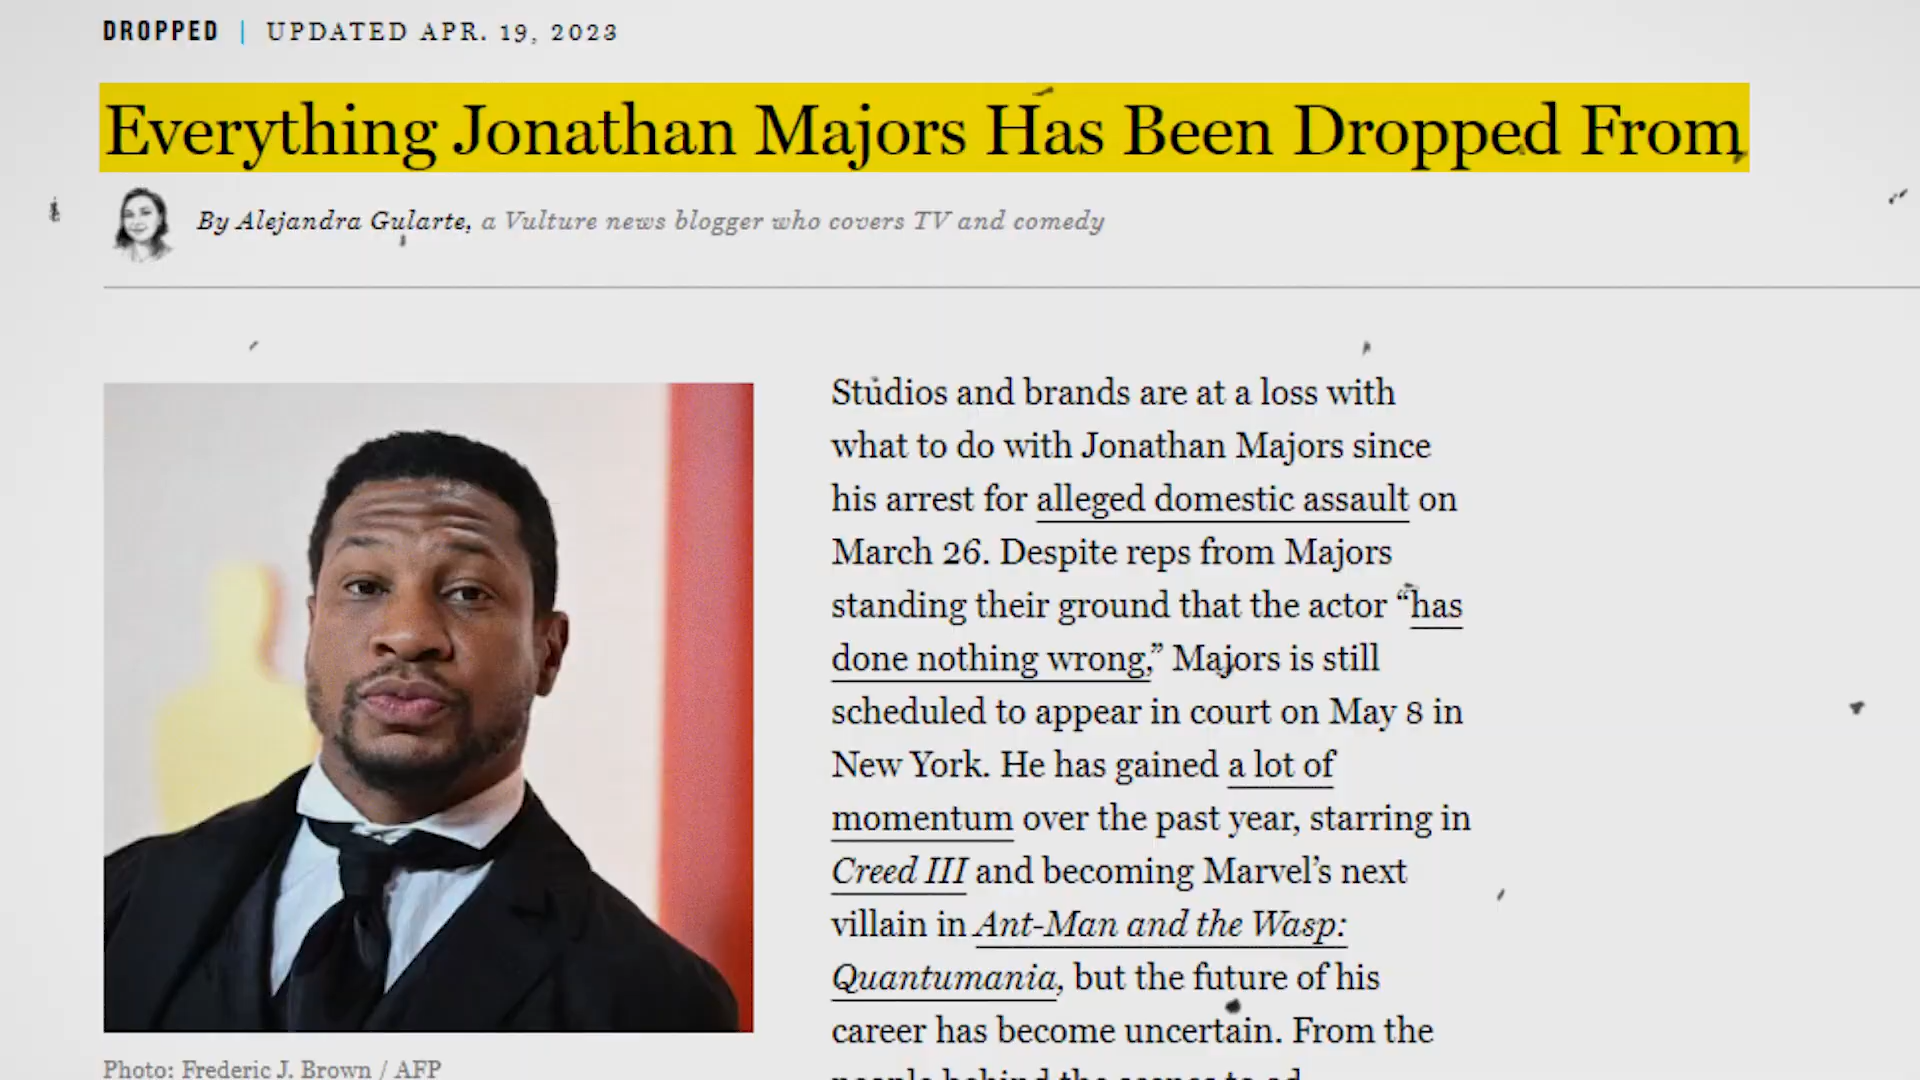 DROPPED | UPDATED APR. 19, 2023
Everything Jonathan Majors Has Been Dropped From
By Alejandra Gularte, a Vulture news blogger who covers TV and comedy
Studios and brands are at a loss with
what to do with Jonathan Majors since
his arrest for alleged domestic assault on
March 26. Despite reps from Majors
standing their ground that the actor “has
done nothing wrong,” Majors is still
scheduled to appear in court on May 8 in
New York. He has gained a lot of
momentum over the past year, starring in
Creed III and becoming Marvel’s next
villain in Ant-Man and the Wasp:
Quantumania, but the future of his
career has become uncertain. From the
people behind the scenes to ad
Photo: Frederic J. Brown / AFP